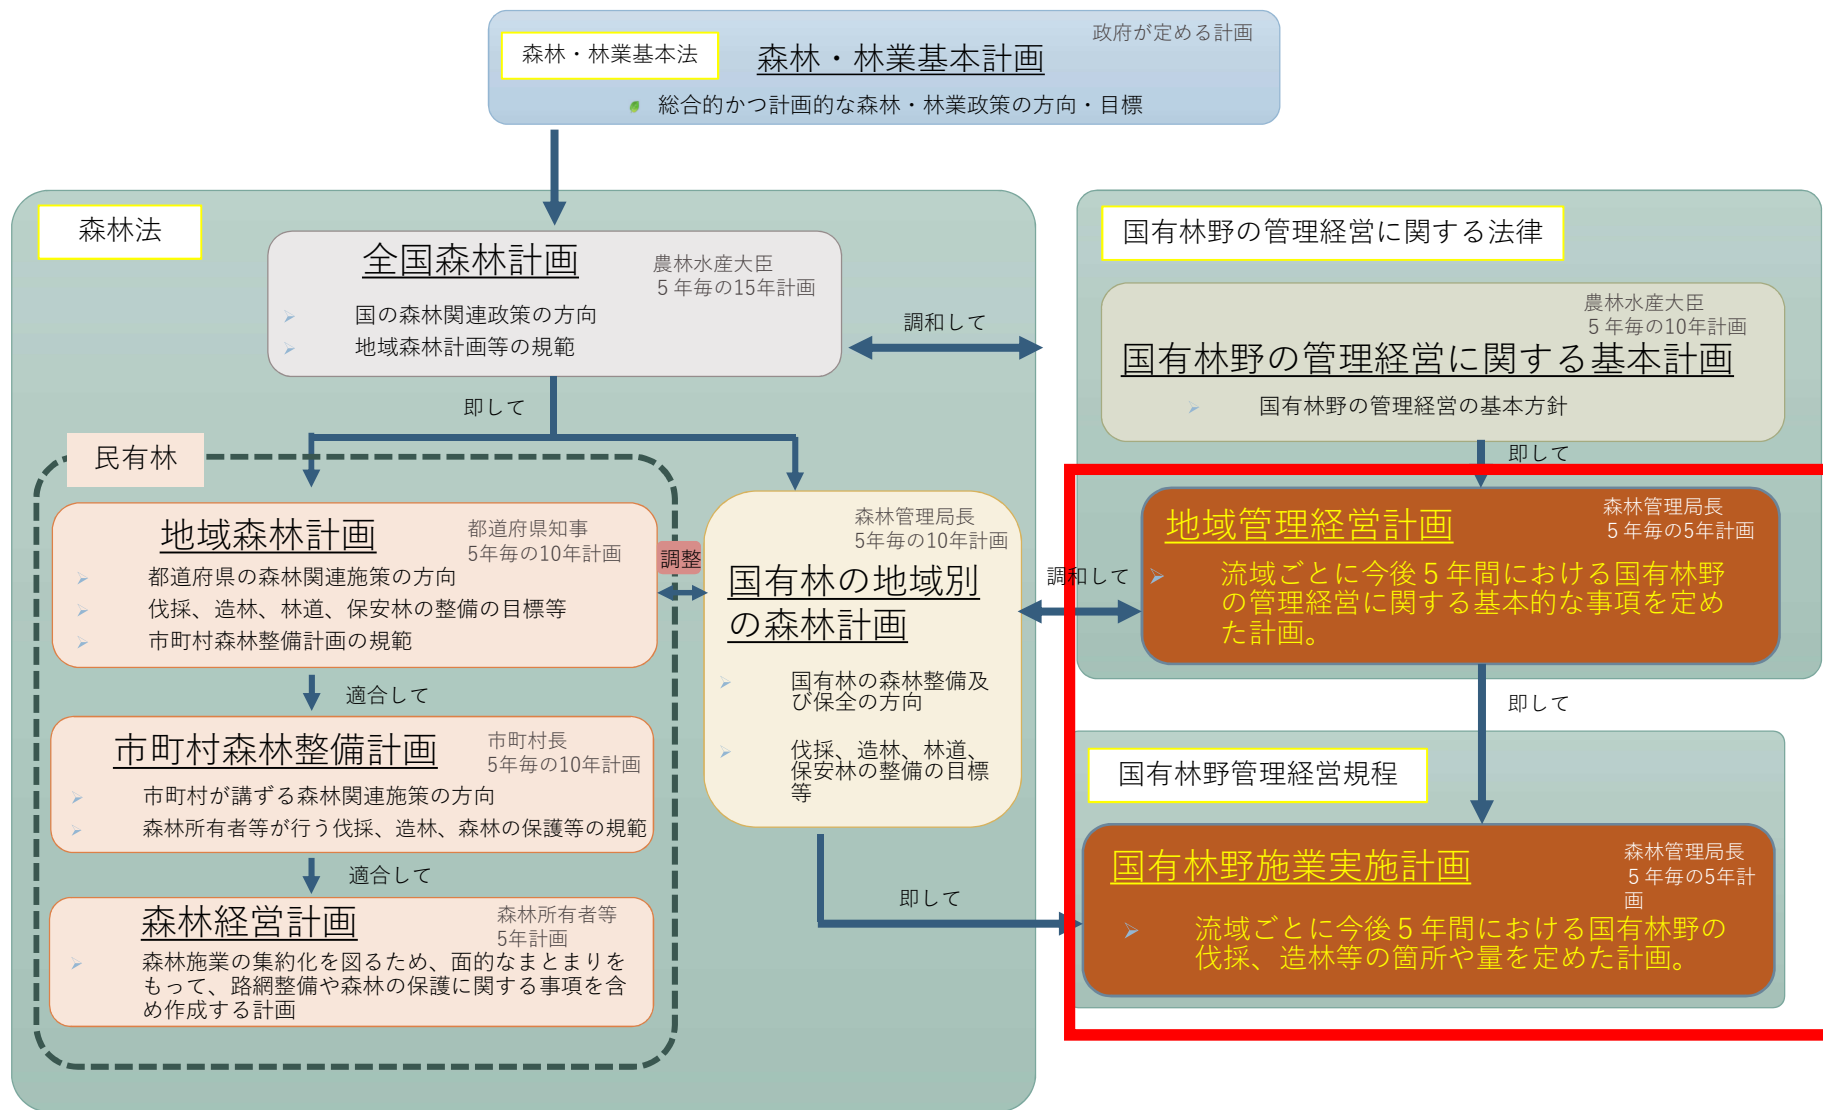 政府が定める計画
森林・林業基本法
森林・林業基本計画
総合的かつ計画的な森林・林業政策の方向・目標
森林法
全国森林計画
農林水産大臣
５年毎の15年計画
国の森林関連政策の方向
地域森林計画等の規範
調和して
即して
民有林
地域森林計画
都道府県知事
5年毎の10年計画
都道府県の森林関連施策の方向
伐採、造林、林道、保安林の整備の目標等
市町村森林整備計画の規範
適合して
市町村森林整備計画
市町村長
5年毎の10年計画
市町村が講ずる森林関連施策の方向
森林所有者等が行う伐採、造林、森林の保護等の規範
適合して
森林経営計画
森林所有者等
5年計画
森林施業の集約化を図るため、面的なまとまりを
もって、路網整備や森林の保護に関する事項を含
め作成する計画
調整
森林管理局長
5年毎の10年計画
国有林の地域別
の森林計画
国有林の森林整備及
び保全の方向
伐採、造林、林道、
保安林の整備の目標
等
調和して
即して
国有林野の管理経営に関する法律
農林水産大臣
５年毎の10年計画
国有林野の管理経営に関する基本計画
国有林野の管理経営の基本方針
即して
地域管理経営計画
森林管理局長
５年毎の5年計画
流域ごとに今後５年間における国有林野
の管理経営に関する基本的な事項を定め
た計画。
即して
国有林野管理経営規程
国有林野施業実施計画
森林管理局長
５年毎の5年計
画
流域ごとに今後５年間における国有林野の
伐採、造林等の箇所や量を定めた計画。